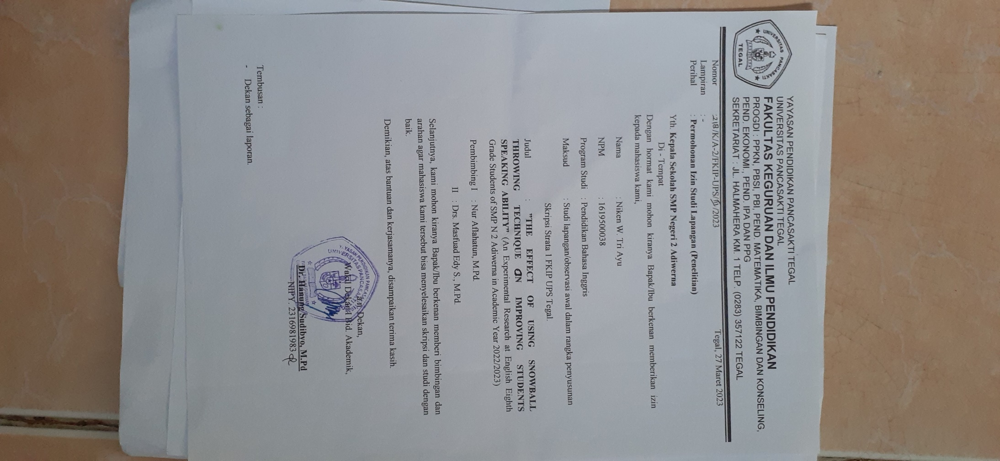 YAYASAN PENDIDIKAN PANCASAKTI TEGAL
UNIVERSITAS PANCASAKTI TEGAL
FAKULTAS KEGURUAN DAN ILMU PENDIDIKAN
PROGDI : PPKN, PBSI, PBI, PEND. MATEMATIKA, BIMBINGAN DAN KONSELING,
PEND. EKONOMI., PEND. IPA DAN PPG
SEKRETARIAT : JL. HALMAHERA KM. 1 TELP. (0283) 357122 TEGAL
UNIVERSITAS PANCASAKTI
TEGAL
Nomor : 218/K/A-2/FKIP-UPS/III/2023 Tegal, 27 Maret 2023
Lampiran : -
Perihal : Permohonan Izin Studi Lapangan (Penelitian)
Yth. Kepala Sekolah SMP Negeri 2 Adiwerna
Di - Tempat
Dengan hormat kami mohon kiranya Bapak/Ibu berkenan memberikan izin
kepada mahasiswa kami,
Nama : Niken W. Tri Ayu
NPM : 1619500038
Program Studi : Pendidikan Bahasa Inggris
Maksud : Studi lapangan/observasi awal dalam rangka penyusunan
Skripsi Strata 1 FKIP UPS Tegal.
Judul : "THE EFFECT OF USING SNOWBALL
THROWING TECHNIQUE ON IMPROVING STUDENTS
SPEAKING ABILITY" (An Experimental Research at English Eighth
Grade Students of SMP N 2 Adiwerna in Academic Year 2022/2023)
Pembimbing I : Nur Aflahatun, M.Pd.
II : Drs. Masfuad Edy S., M.Pd.
Selanjutnya, kami mohon kiranya Bapak/Ibu berkenan memberi bimbingan dan
arahan agar mahasiswa kami tersebut bisa menyelesaikan skripsi dan studi dengan
baik.
Demikian, atas bantuan dan kerjasamanya, disampaikan terima kasih.
a.n. Dekan,
Wakil Dekan I Bid. Akademik,
YAYASAN PENDIDIKAN PANCASAKTI
UNIVERSITAS PANCASAKTI
Dr. Hanung Sudibyo, M.Pd
NIPY. 2316981983
Tembusan :
- Dekan sebagai laporan.